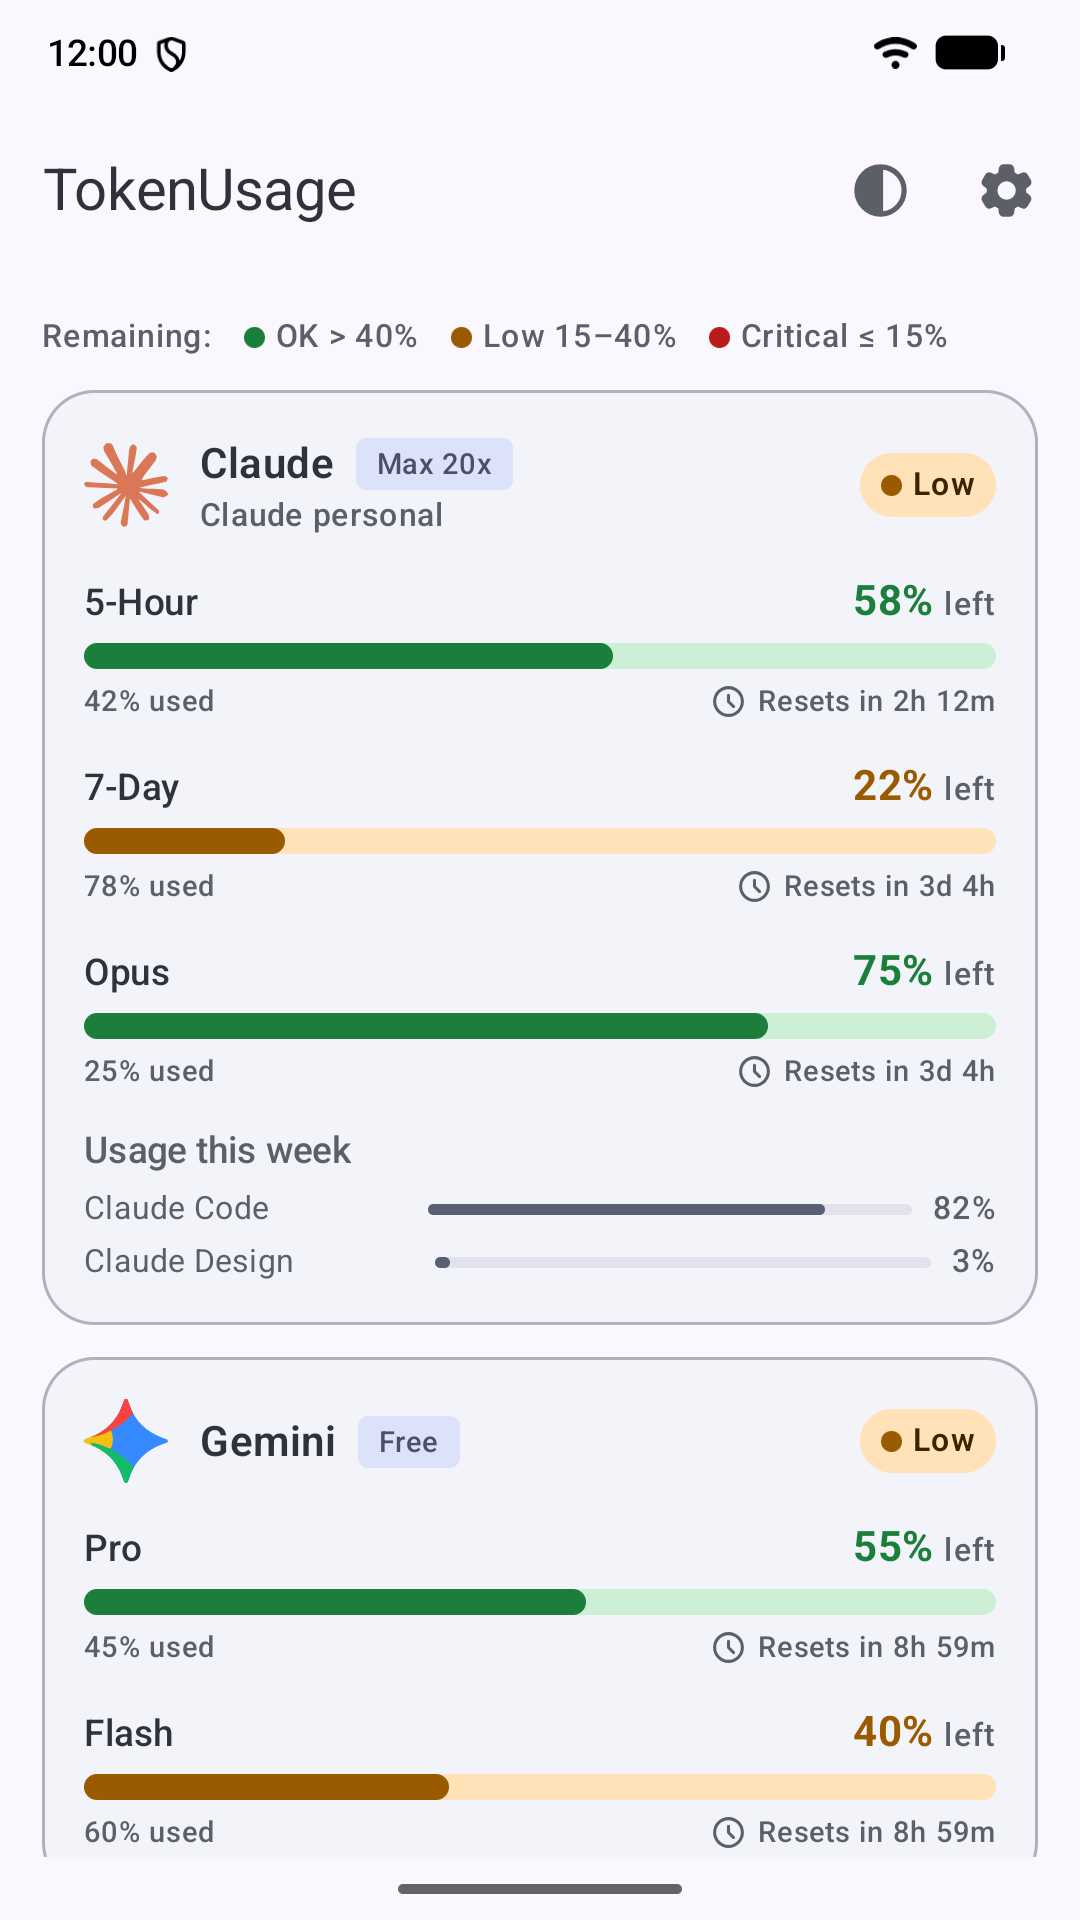 12:00
TokenUsage
Remaining: OK > 40% Low 15–40% Critical ≤ 15%
Claude Max 20x
Claude personal
Low
5-Hour 58% left
42% used Resets in 2h 12m
7-Day 22% left
78% used Resets in 3d 4h
Opus 75% left
25% used Resets in 3d 4h
Usage this week
Claude Code 82%
Claude Design 3%
Gemini Free Low
Pro 55% left
45% used Resets in 8h 59m
Flash 40% left
60% used Resets in 8h 59m